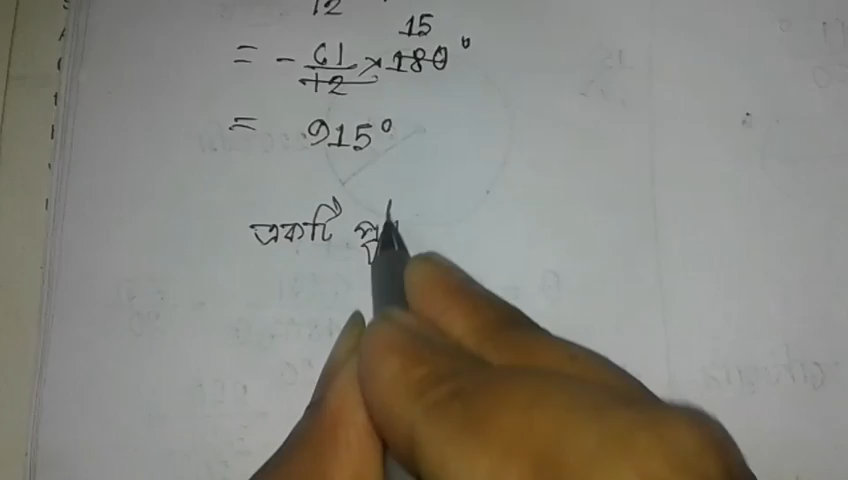 12
15
= - 61/12 × 180°
= 915°
একটি পূ